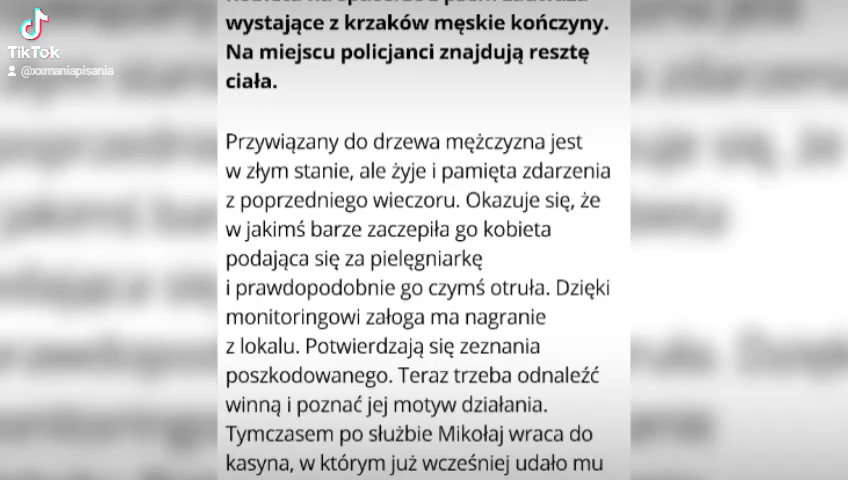 TikTok
@xxmaniapisania
wystające z krzaków męskie kończyny.
Na miejscu policjanci znajdują resztę
ciała.
Przywiązany do drzewa mężczyzna jest
w złym stanie, ale żyje i pamięta zdarzenia
z poprzedniego wieczoru. Okazuje się, że
w jakimś barze zaczepiła go kobieta
podająca się za pielęgniarkę
i prawdopodobnie go czymś otruła. Dzięki
monitoringowi załoga ma nagranie
z lokalu. Potwierdzają się zeznania
poszkodowanego. Teraz trzeba odnaleźć
winną i poznać jej motyw działania.
Tymczasem po służbie Mikołaj wraca do
kasyna, w którym już wcześniej udało mu